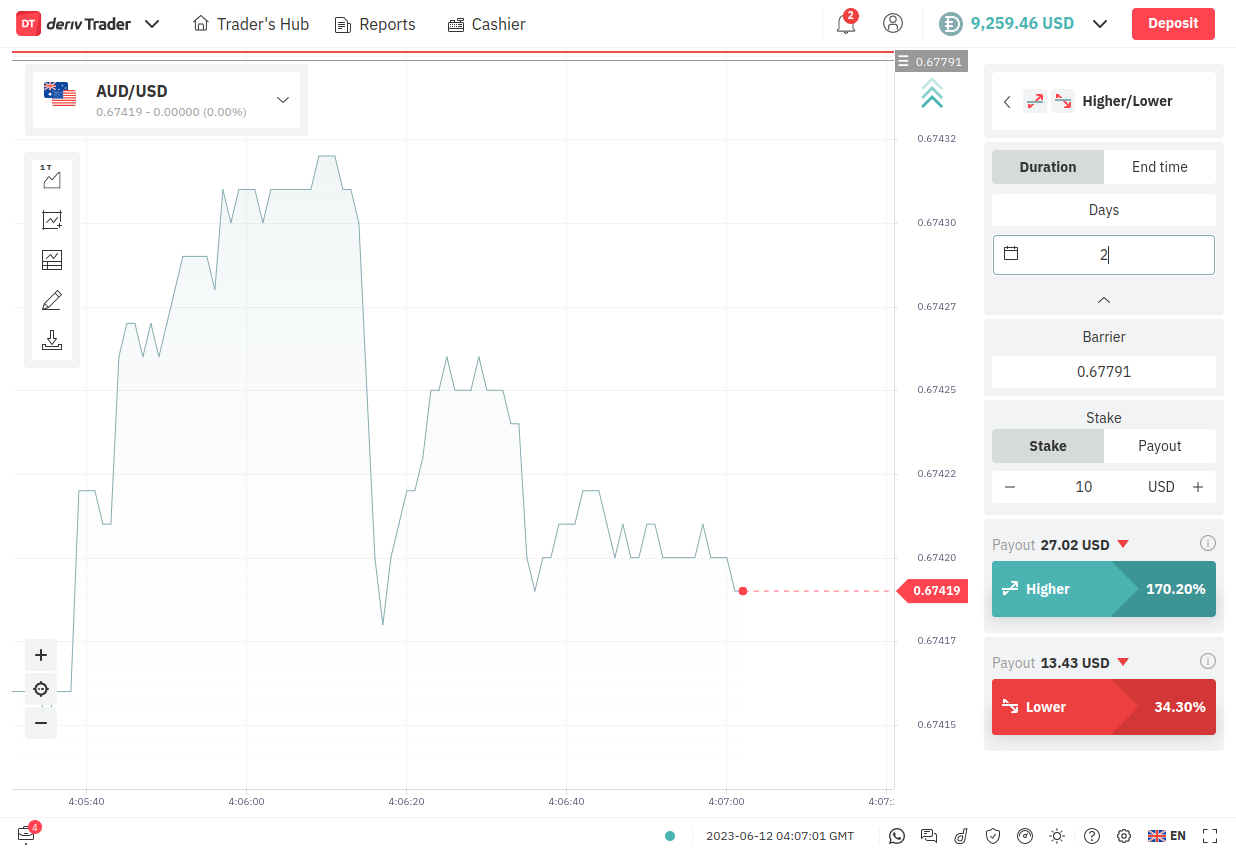 DT deriv Trader
Trader's Hub
Reports
Cashier
2
9,259.46 USD
Deposit
AUD/USD
0.67419 - 0.00000 (0.00%)
1 T
0.67791
0.67432
0.67430
0.67427
0.67425
0.67422
0.67420
0.67419
0.67417
0.67415
4:05:40
4:06:00
4:06:20
4:06:40
4:07:00
Higher/Lower
Duration
End time
Days
2
Barrier
0.67791
Stake
Stake
Payout
10
USD
Payout 27.02 USD
Higher
170.20%
Payout 13.43 USD
Lower
34.30%
4
2023-06-12 04:07:01 GMT
EN